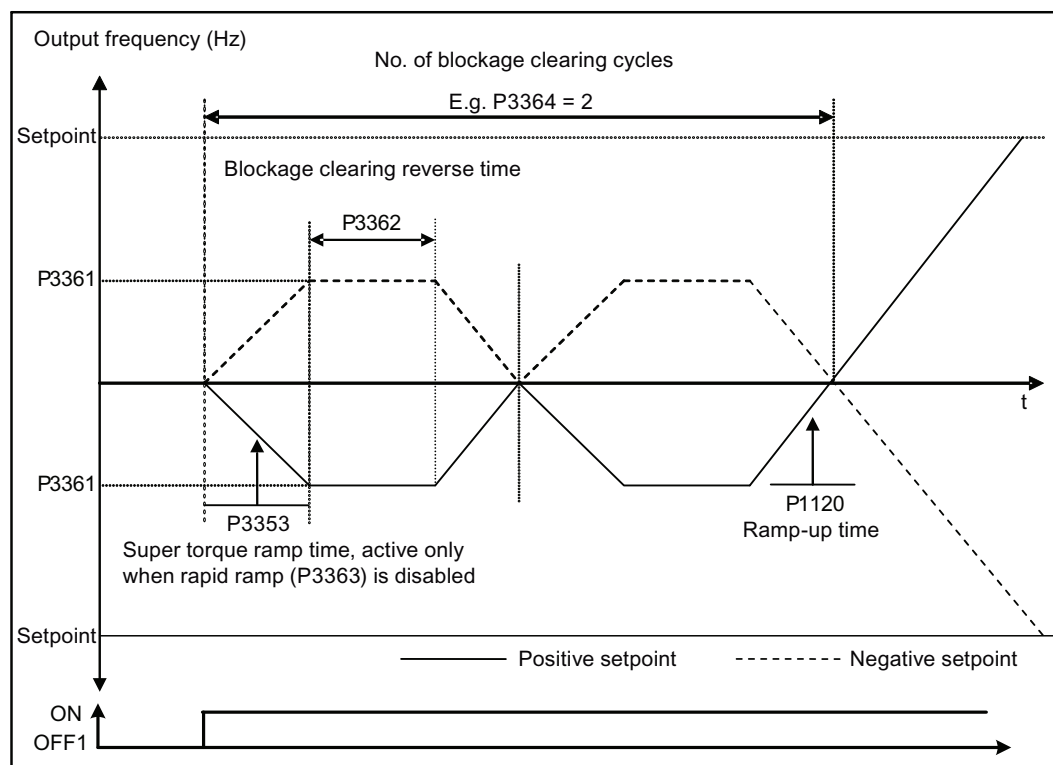 Output frequency (Hz)
No. of blockage clearing cycles
E.g. P3364 = 2
Setpoint
Blockage clearing reverse time
P3362
P3361
t
P3361
P3353
P1120
Ramp-up time
Super torque ramp time, active only
when rapid ramp (P3363) is disabled
Setpoint
Positive setpoint
Negative setpoint
ON
OFF1